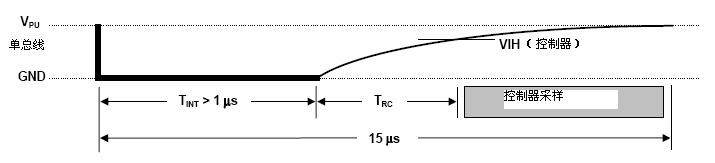 VPU
单总线
VIH（控制器）
GND
TINT > 1 μs
TRC
控制器采样
15 μs